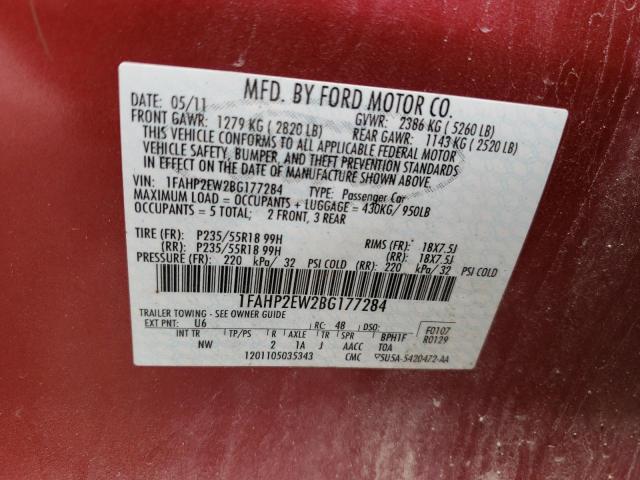 MFD. BY FORD MOTOR CO.
DATE: 05/11 GVWR: 2386 KG ( 5260 LB)
FRONT GAWR: 1279 KG ( 2820 LB) REAR GAWR: 1143 KG ( 2520 LB)
THIS VEHICLE CONFORMS TO ALL APPLICABLE FEDERAL MOTOR
VEHICLE SAFETY, BUMPER, AND THEFT PREVENTION STANDARDS
IN EFFECT ON THE DATE OF MANUFACTURE SHOWN ABOVE.
VIN: 1FAHP2EW2BG177284 TYPE: Passenger Car
MAXIMUM LOAD = OCCUPANTS + LUGGAGE = 430KG/ 950LB
OCCUPANTS = 5 TOTAL; 2 FRONT, 3 REAR
TIRE (FR): P235/55R18 99H RIMS (FR): 18X7.5J
(RR): P235/55R18 99H (RR): 18X7.5J
PRESSURE (FR): 220 kPa/ 32 PSI COLD (RR): 220 kPa/ 32 PSI COLD
1FAHP2EW2BG177284
TRAILER TOWING - SEE OWNER GUIDE
EXT PNT: U6 RC: 48 DSO: F0107
INT TR TP/PS R AXLE TR SPR BPH1F R0129
NW 2 1A J AACC TOA
1201105035343 CMC 5U5A-5420472-AA